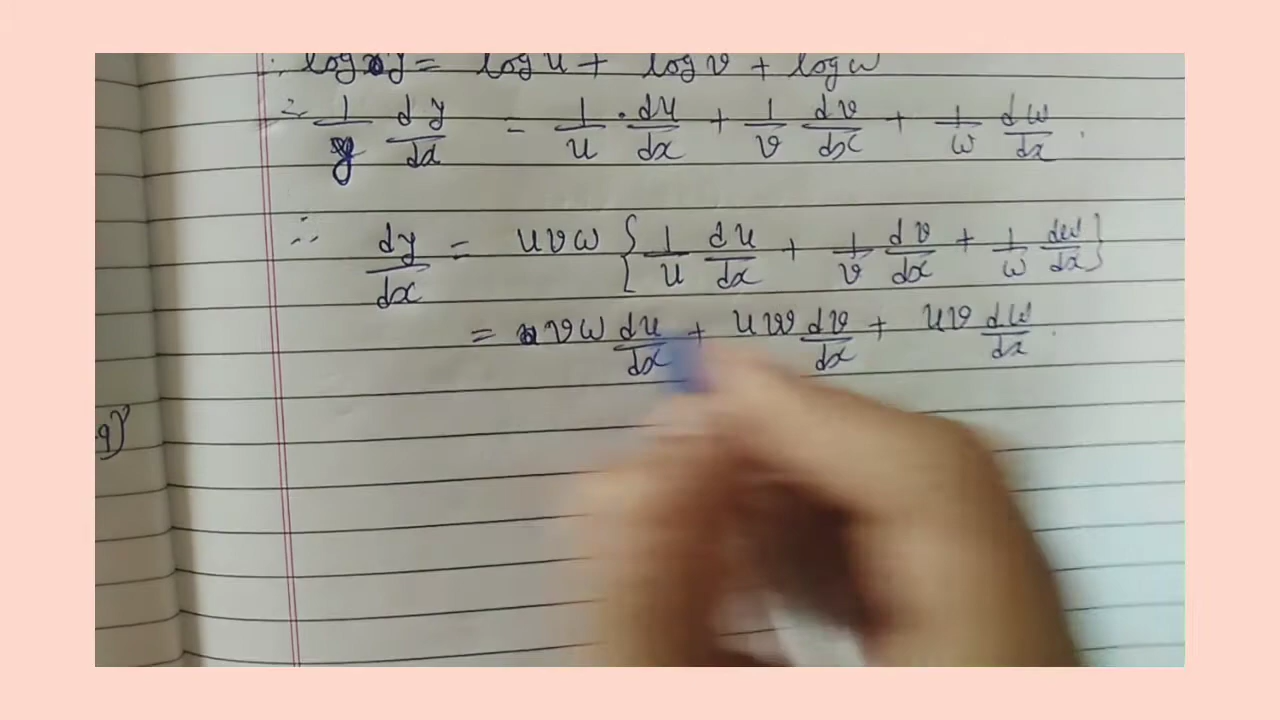 ∴ log y = log u + log v + log w
∴ 1/y dy/dx = 1/u · du/dx + 1/v dv/dx + 1/w dw/dx .
∴ dy/dx = uvw { 1/u du/dx + 1/v dv/dx + 1/w dw/dx }
= vw du/dx + uw dv/dx + uv dw/dx .
9)